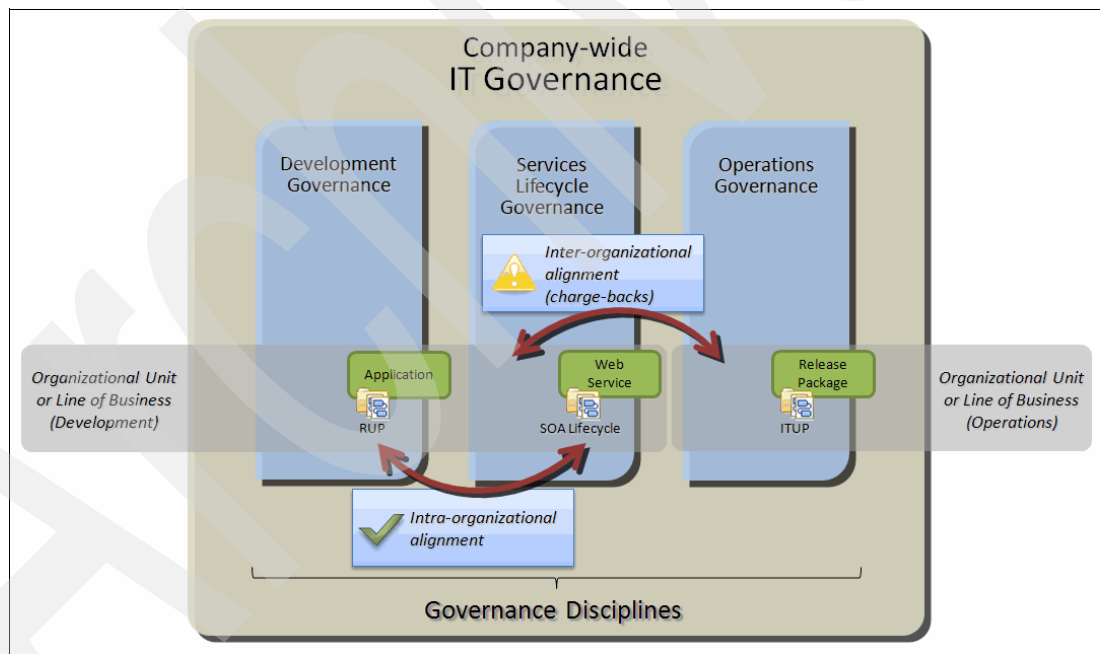 Company-wide
IT Governance
Development
Governance
Services
Lifecycle
Governance
Operations
Governance
Inter-organizational
alignment
(charge-backs)
Organizational Unit
or Line of Business
(Development)
Application
RUP
Web
Service
SOA Lifecycle
Release
Package
ITUP
Organizational Unit
or Line of Business
(Operations)
Intra-organizational
alignment
Governance Disciplines